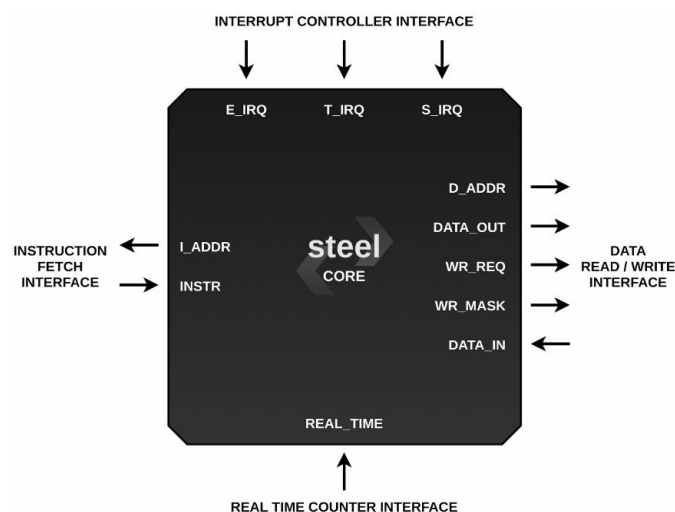 INTERRUPT CONTROLLER INTERFACE
E_IRQ
T_IRQ
S_IRQ
D_ADDR
DATA_OUT
WR_REQ
WR_MASK
DATA_IN
DATA
READ / WRITE
INTERFACE
INSTRUCTION
FETCH
INTERFACE
I_ADDR
INSTR
steel
CORE
REAL_TIME
REAL TIME COUNTER INTERFACE